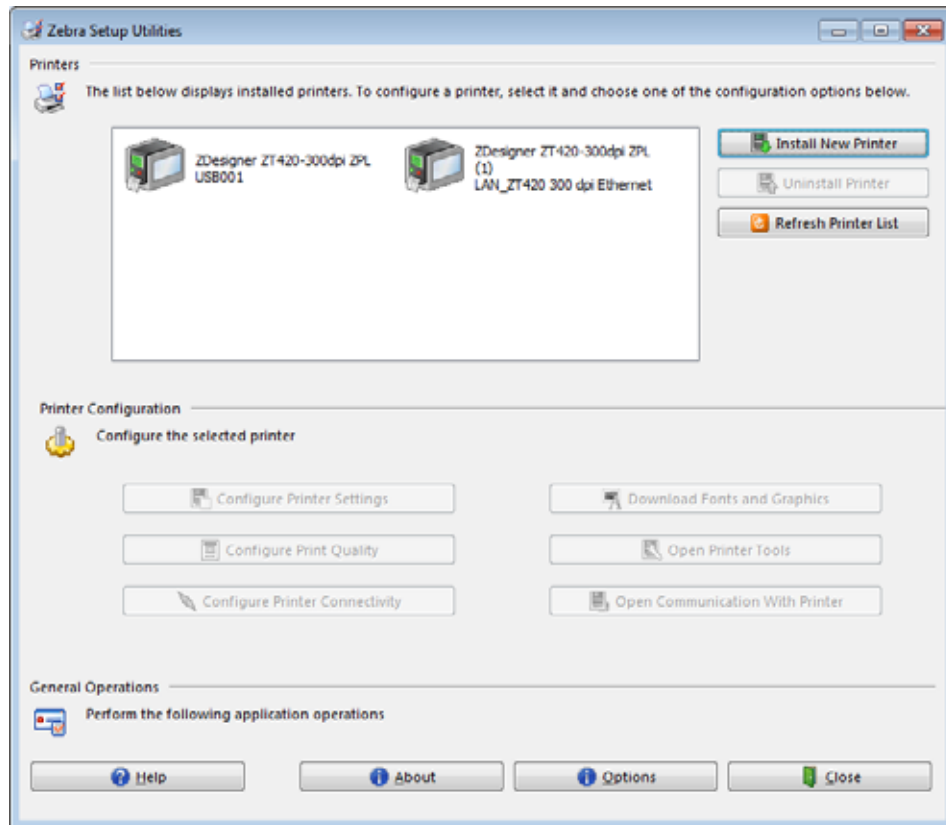 Zebra Setup Utilities
Printers
The list below displays installed printers. To configure a printer, select it and choose one of the configuration options below.
ZDesigner ZT420-300dpi ZPL
USB001
ZDesigner ZT420-300dpi ZPL
(1)
LAN_ZT420 300 dpi Ethernet
Install New Printer
Uninstall Printer
Refresh Printer List
Printer Configuration
Configure the selected printer
Configure Printer Settings
Download Fonts and Graphics
Configure Print Quality
Open Printer Tools
Configure Printer Connectivity
Open Communication With Printer
General Operations
Perform the following application operations
Help
About
Options
Close